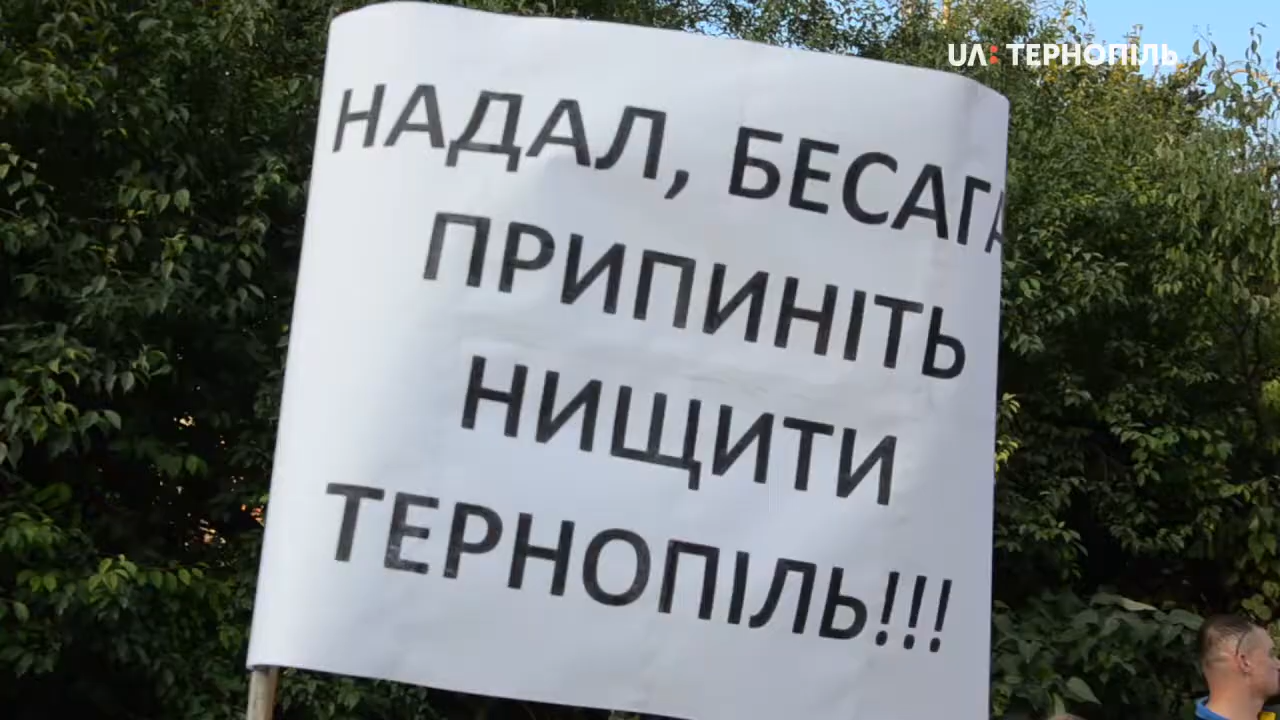 UA: ТЕРНОПІЛЬ
НАДАЛ, БЕСАГА
ПРИПИНІТЬ
НИЩИТИ
ТЕРНОПІЛЬ!!!